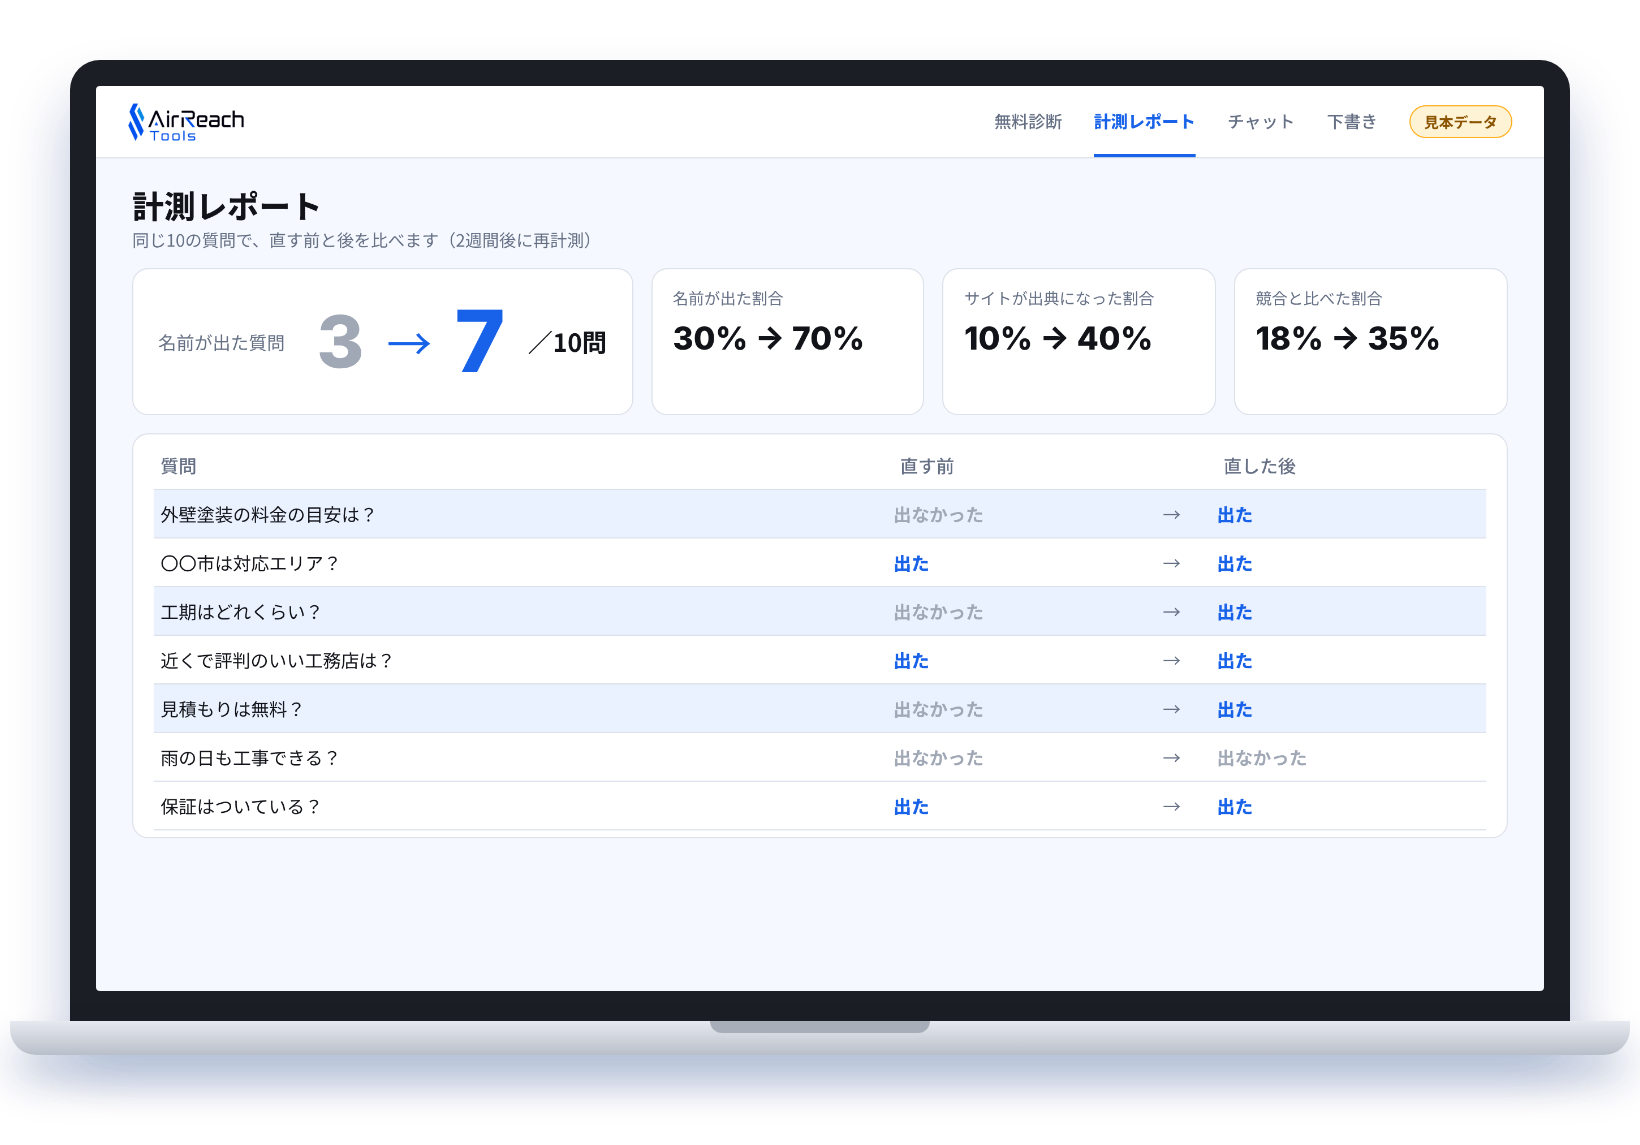 AirReach
Tools
無料診断 計測レポート チャット 下書き 見本データ
計測レポート
同じ10の質問で、直す前と後を比べます（2週間後に再計測）
名前が出た質問 3 → 7 ／10問
名前が出た割合
30% → 70%
サイトが出典になった割合
10% → 40%
競合と比べた割合
18% → 35%
質問 直す前 直した後
外壁塗装の料金の目安は？ 出なかった → 出た
〇〇市は対応エリア？ 出た → 出た
工期はどれくらい？ 出なかった → 出た
近くで評判のいい工務店は？ 出た → 出た
見積もりは無料？ 出なかった → 出た
雨の日も工事できる？ 出なかった → 出なかった
保証はついている？ 出た → 出た